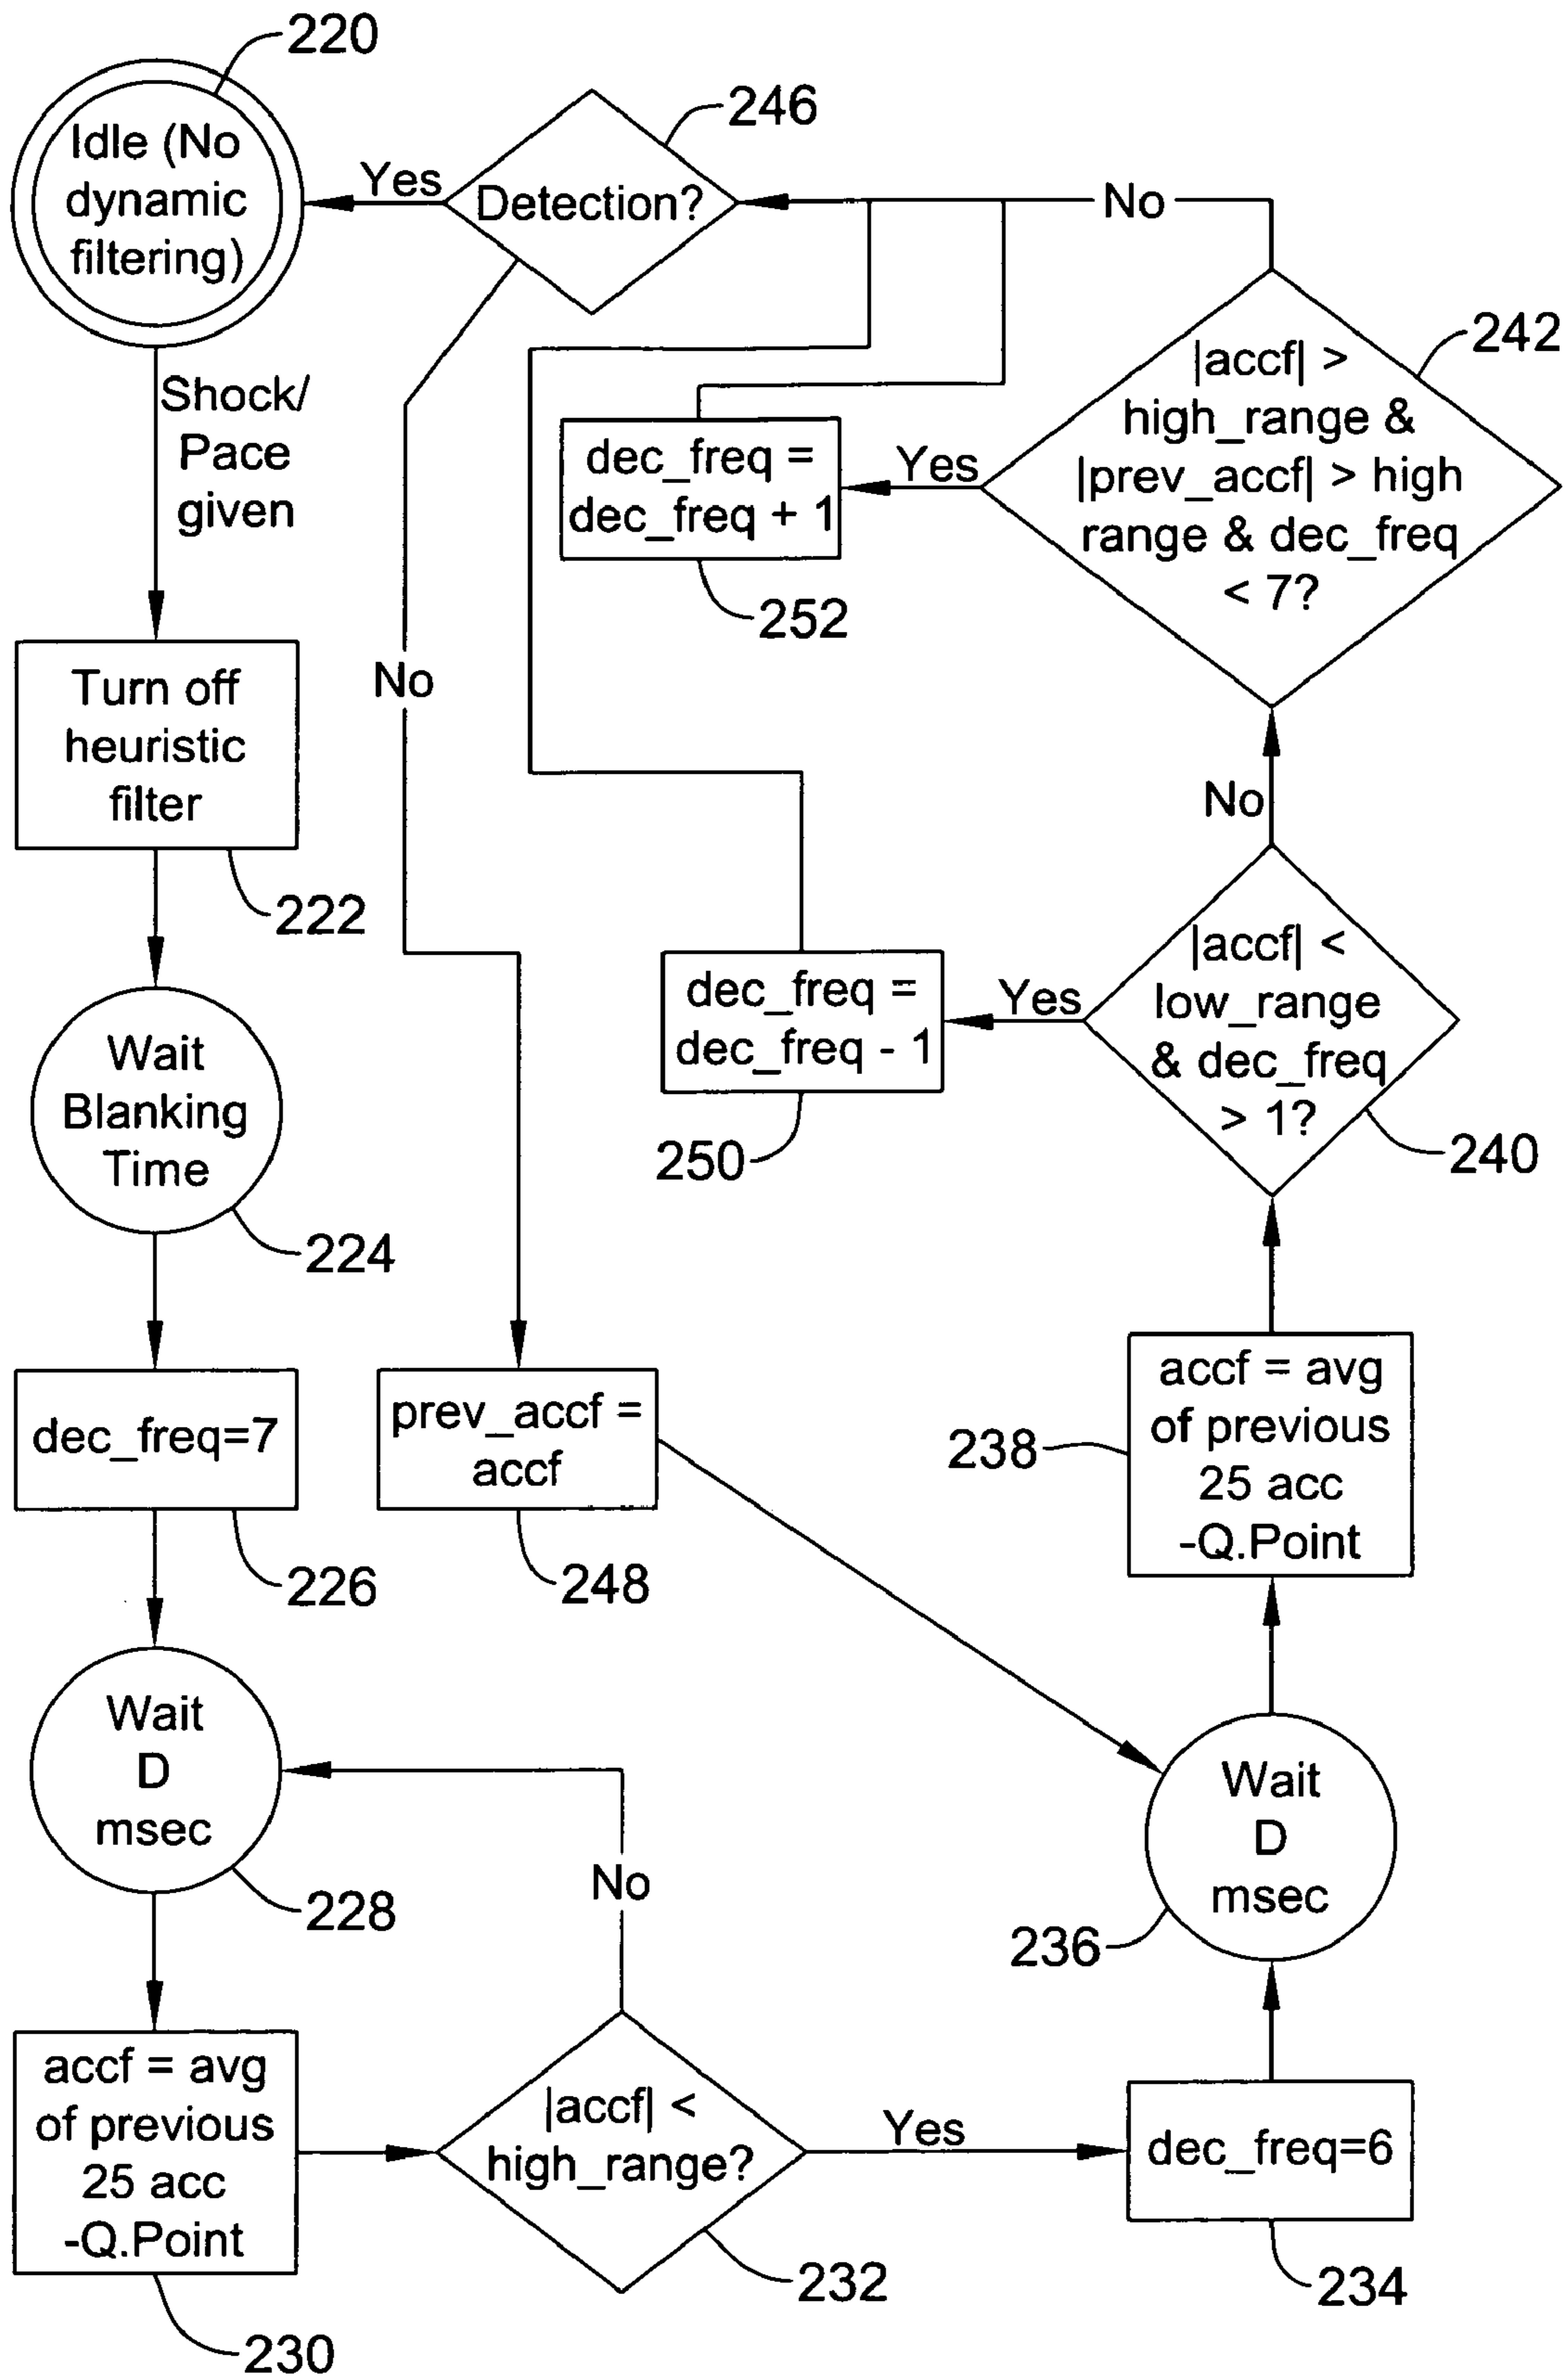 220
Idle (No
dynamic
filtering)
Yes
Detection?
246
No
Shock/
Pace
given
|accf| >
high_range &
|prev_accf| > high
range & dec_freq
< 7?
242
Yes
dec_freq =
dec_freq + 1
252
No
Turn off
heuristic
filter
222
No
|accf| <
low_range
& dec_freq
> 1?
240
Yes
dec_freq =
dec_freq - 1
250
Wait
Blanking
Time
224
dec_freq=7
226
prev_accf =
accf
248
accf = avg
of previous
25 acc
-Q.Point
238
Wait
D
msec
228
No
Wait
D
msec
236
accf = avg
of previous
25 acc
-Q.Point
230
|accf| <
high_range?
232
Yes
dec_freq=6
234